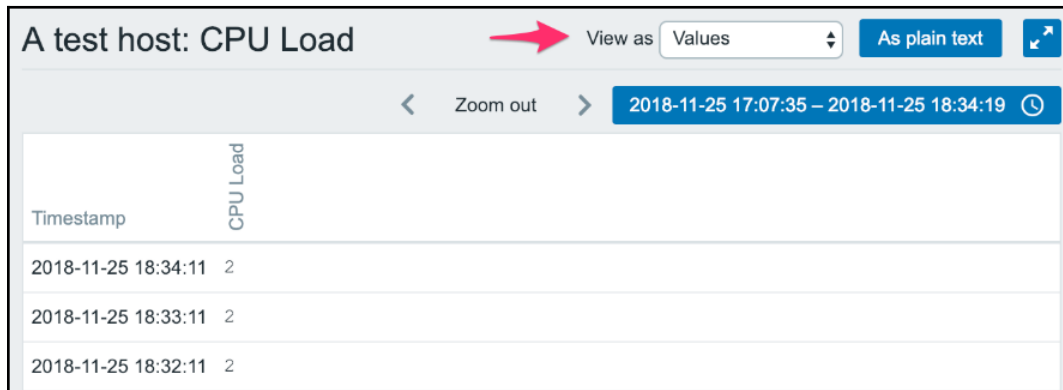 A test host: CPU Load View as Values As plain text
Zoom out 2018-11-25 17:07:35 – 2018-11-25 18:34:19
Timestamp CPU Load
2018-11-25 18:34:11 2
2018-11-25 18:33:11 2
2018-11-25 18:32:11 2